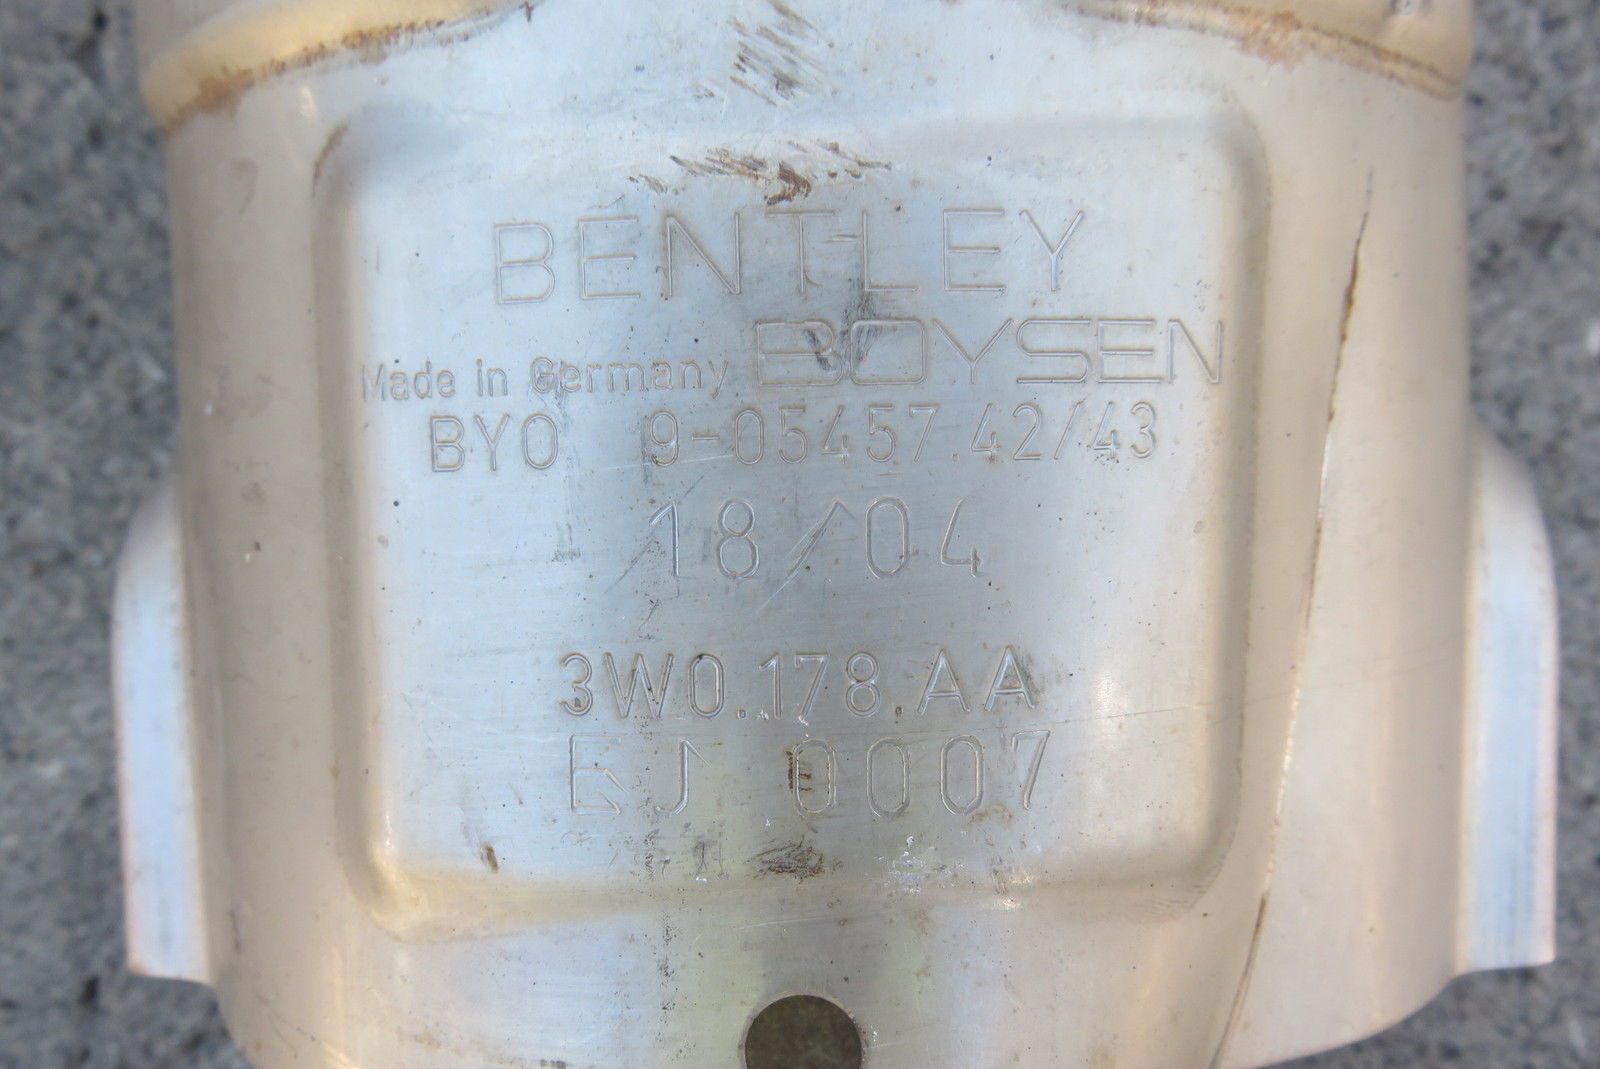 BENTLEY
Made in Germany BOYSEN
BYO 9-05457.42/43
18/04
3W0.178.AA
EJ 0007